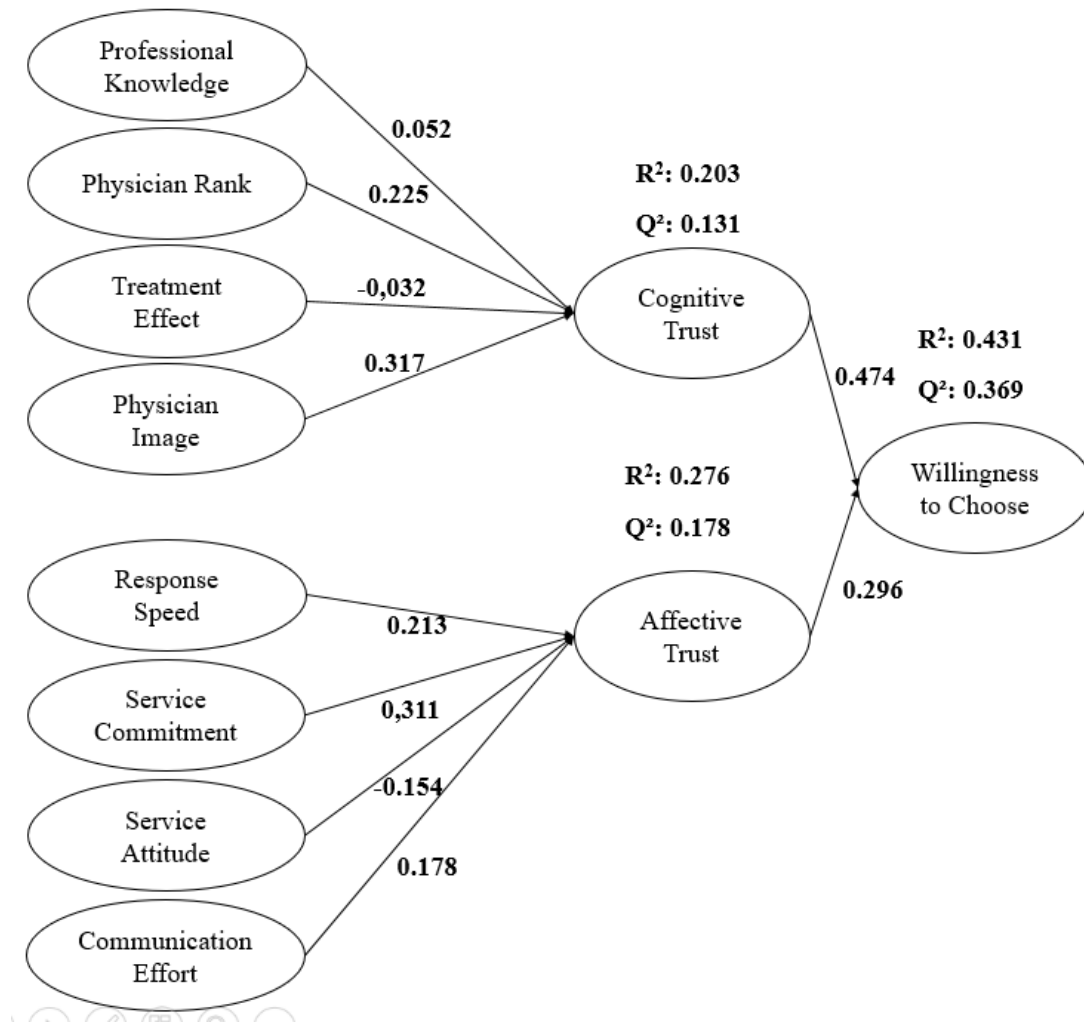 Professional
Knowledge
0.052
Physician Rank
0.225
R²: 0.203
Q²: 0.131
Treatment
Effect
-0,032
Cognitive
Trust
Physician
Image
0.317
0.474
R²: 0.431
Q²: 0.369
Willingness
to Choose
R²: 0.276
Q²: 0.178
Response
Speed
0.213
Affective
Trust
0.296
Service
Commitment
0,311
Service
Attitude
-0.154
Communication
Effort
0.178